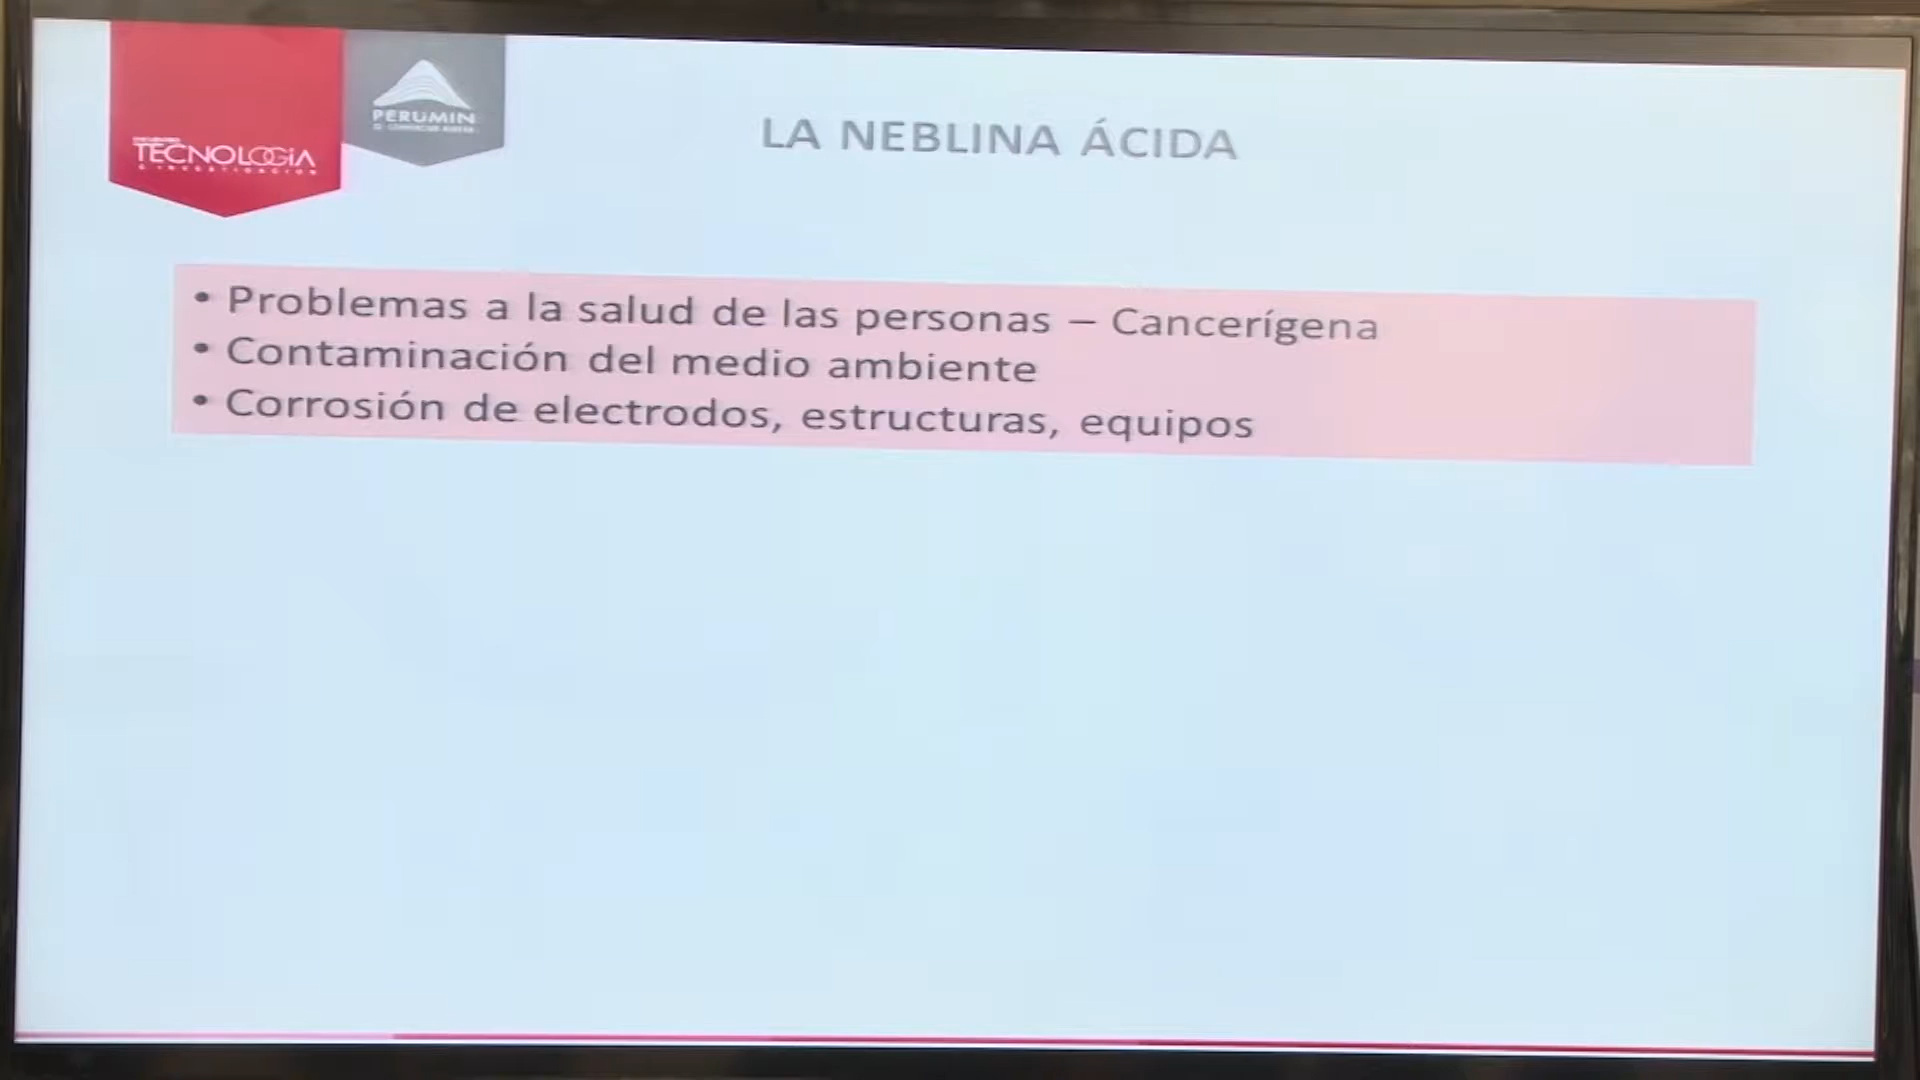 TECNOLOGÍA
PERUMIN
LA NEBLINA ÁCIDA
• Problemas a la salud de las personas – Cancerígena
• Contaminación del medio ambiente
• Corrosión de electrodos, estructuras, equipos